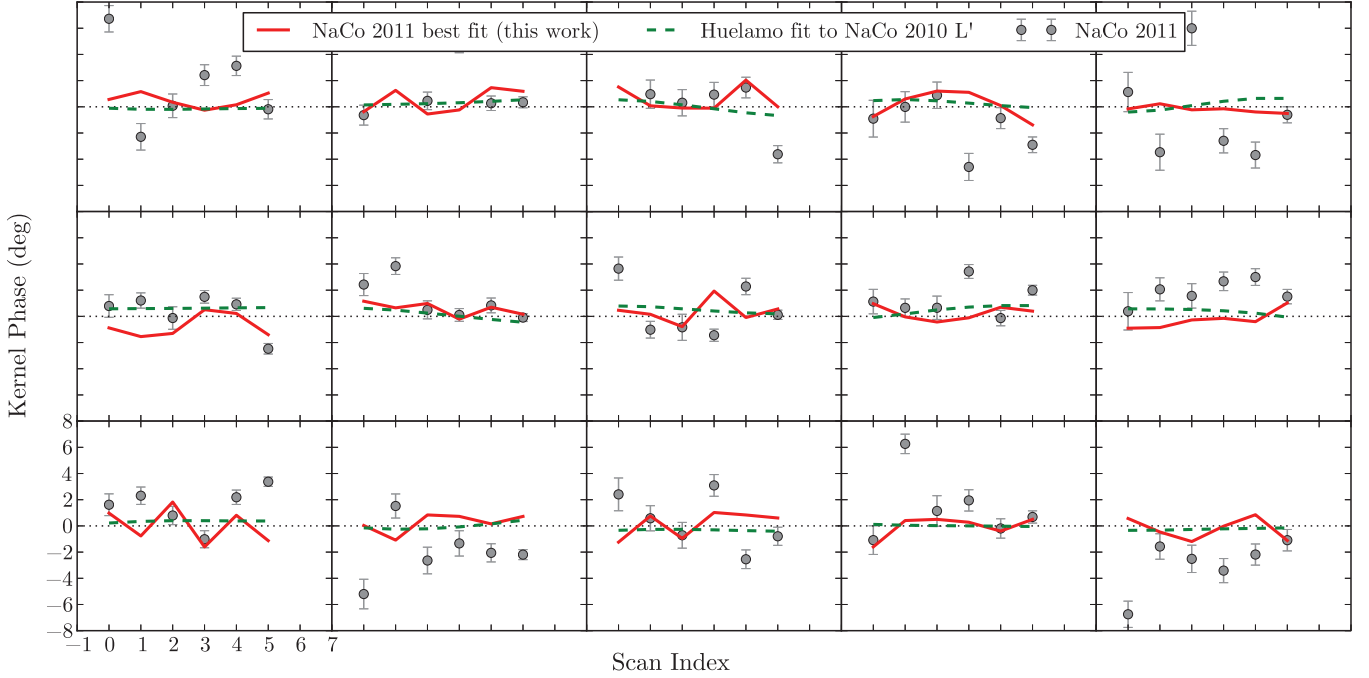 NaCo 2011 best fit (this work)
Huelamo fit to NaCo 2010 L'
NaCo 2011
Kernel Phase (deg)
8
6
4
2
0
−2
−4
−6
−8
−1 0 1 2 3 4 5 6 7
Scan Index